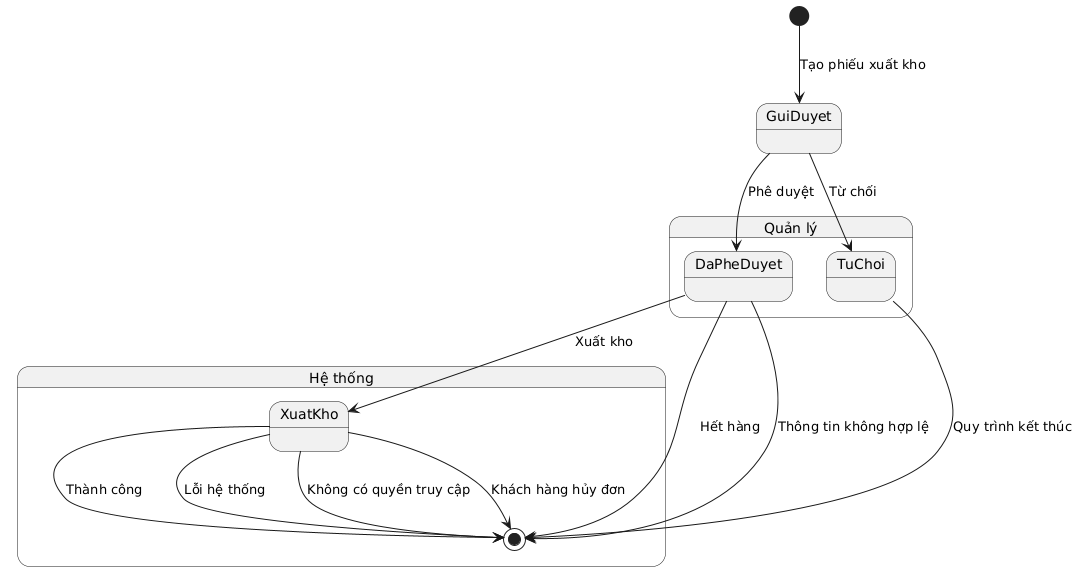 Tạo phiếu xuất kho
GuiDuyet
Phê duyệt
Từ chối
Quản lý
DaPheDuyet
TuChoi
Xuất kho
Hệ thống
XuatKho
Hết hàng
Thông tin không hợp lệ
Quy trình kết thúc
Thành công
Lỗi hệ thống
Không có quyền truy cập
Khách hàng hủy đơn